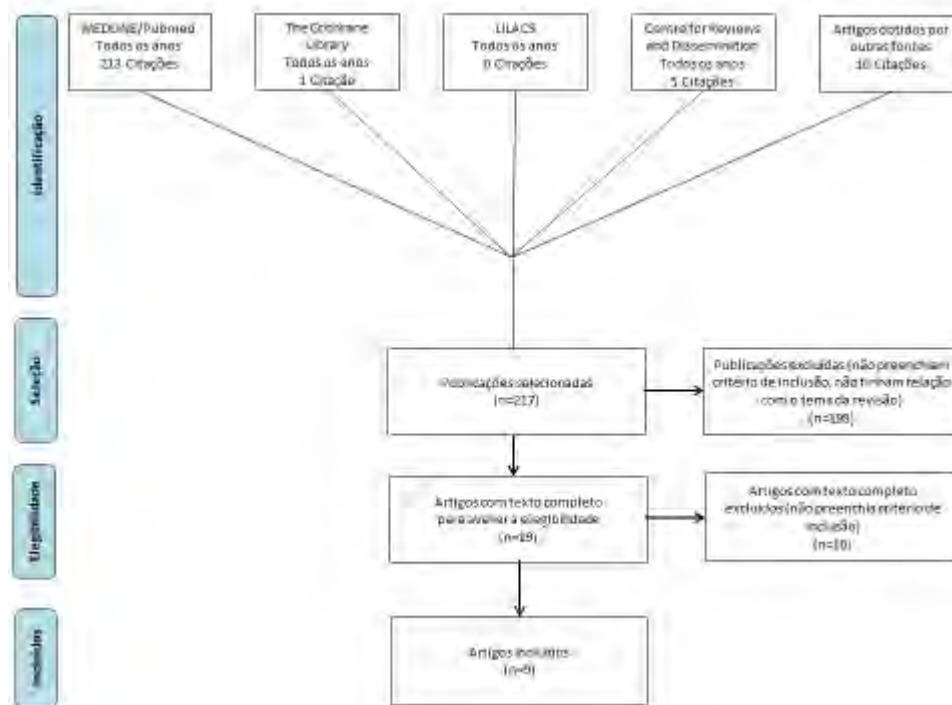 MEDLINE/Pubmed
Todos os anos
213 Citações
The Cochrane
Library
Todos os anos
1 Citação
LILACS
Todos os anos
0 Citações
Centre for Reviews
and Dissemination
Todos os anos
5 Citações
Artigos obtidos por
outras fontes
10 Citações
Identificação
Seleção
Publicações selecionadas
(n=217)
Publicações excluídas (não preenchiam
critério de inclusão, não tinham relação
com o tema da revisão)
Elegibilidade
Artigos com texto completo
para avaliar a elegibilidade
(n=19)
Artigos com texto completo
excluídos (não preenchia critério de
inclusão)
(n=10)
Incluídos
Artigos incluídos
(n=9)